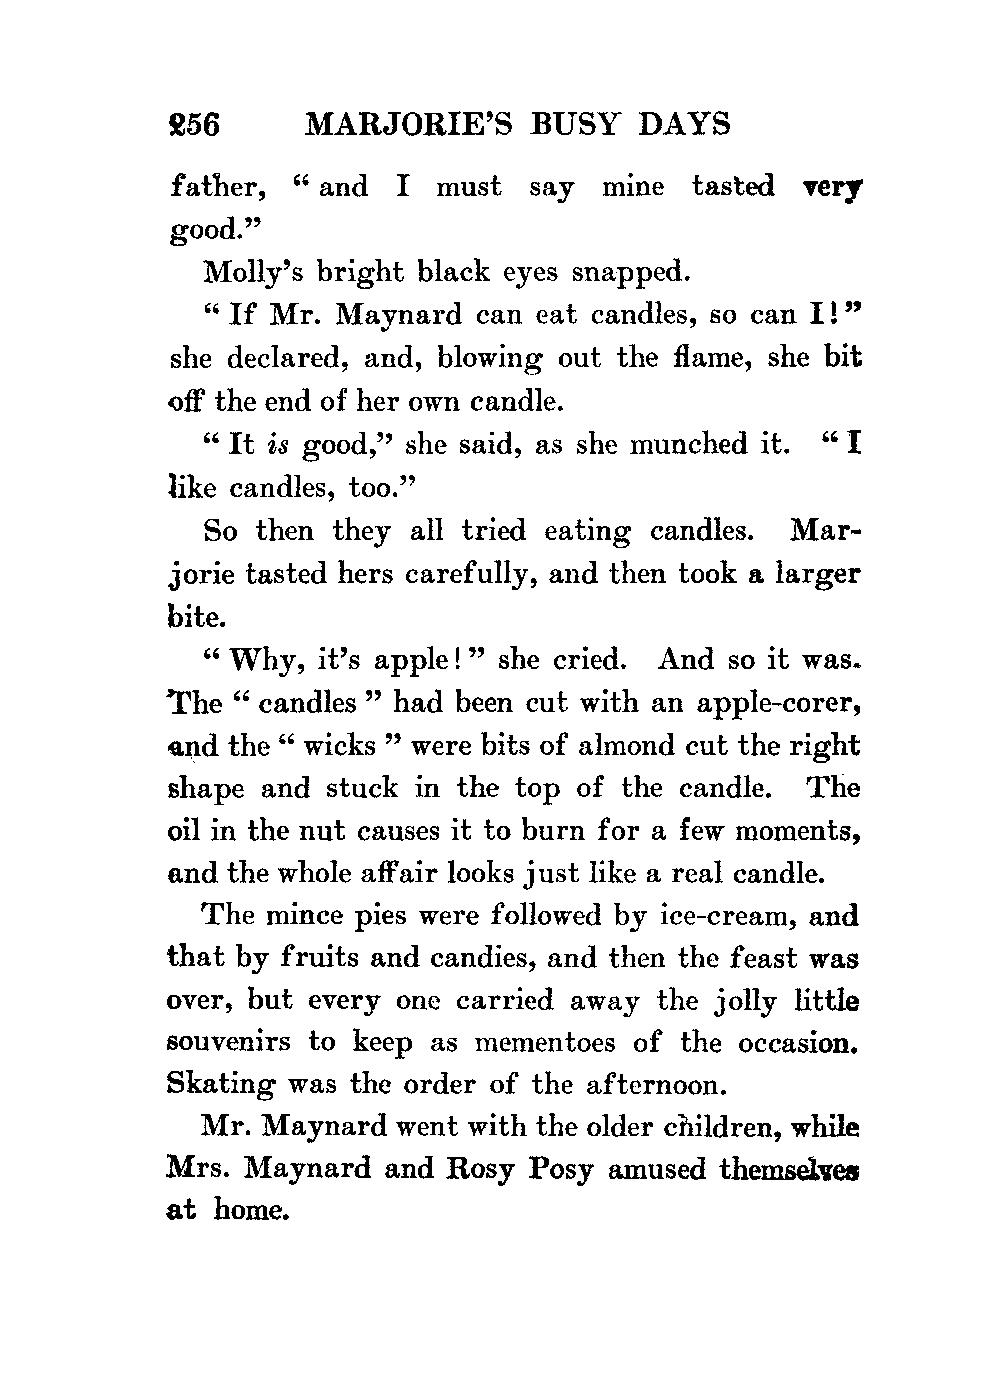 256 MARJORIE'S BUSY DAYS
father, “ and I must say mine tasted very
good.”
Molly's bright black eyes snapped.
“ If Mr. Maynard can eat candles, so can I!”
she declared, and, blowing out the flame, she bit
off the end of her own candle.
“ It is good,” she said, as she munched it. “ I
like candles, too.”
So then they all tried eating candles. Mar-
jorie tasted hers carefully, and then took a larger
bite.
“ Why, it's apple! ” she cried. And so it was.
The “ candles ” had been cut with an apple-corer,
and the “ wicks ” were bits of almond cut the right
shape and stuck in the top of the candle. The
oil in the nut causes it to burn for a few moments,
and the whole affair looks just like a real candle.
The mince pies were followed by ice-cream, and
that by fruits and candies, and then the feast was
over, but every one carried away the jolly little
souvenirs to keep as mementoes of the occasion.
Skating was the order of the afternoon.
Mr. Maynard went with the older children, while
Mrs. Maynard and Rosy Posy amused themselves
at home.